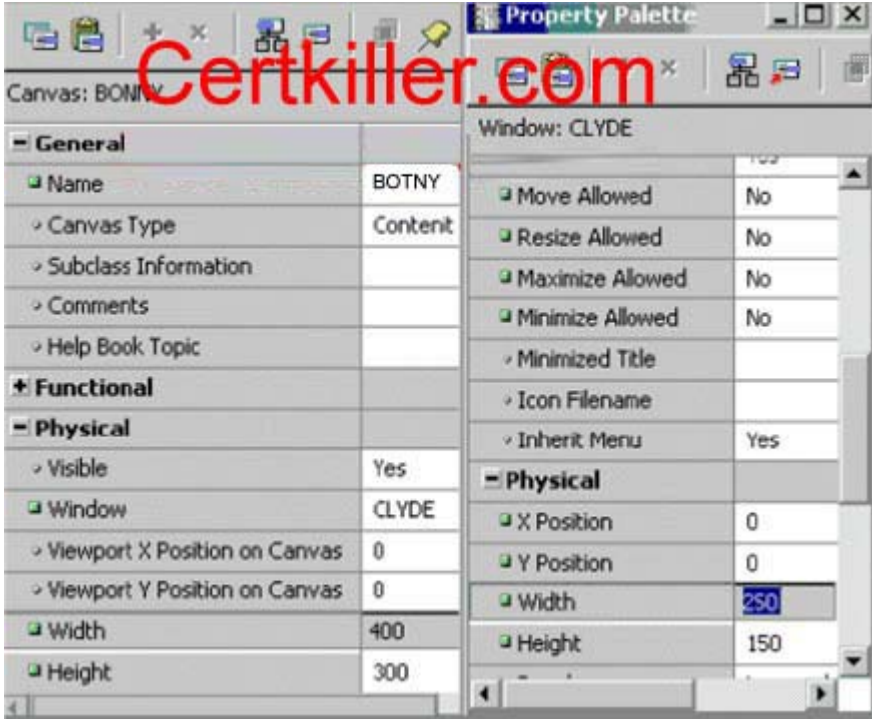 Certkiller.com
Canvas: BONNY
General
Name BOTNY
Canvas Type Contenit
Subclass Information
Comments
Help Book Topic
Functional
Physical
Visible Yes
Window CLYDE
Viewport X Position on Canvas 0
Viewport Y Position on Canvas 0
Width 400
Height 300
Property Palette
Window: CLYDE
Move Allowed No
Resize Allowed No
Maximize Allowed No
Minimize Allowed No
Minimized Title
Icon Filename
Inherit Menu Yes
Physical
X Position 0
Y Position 0
Width 250
Height 150